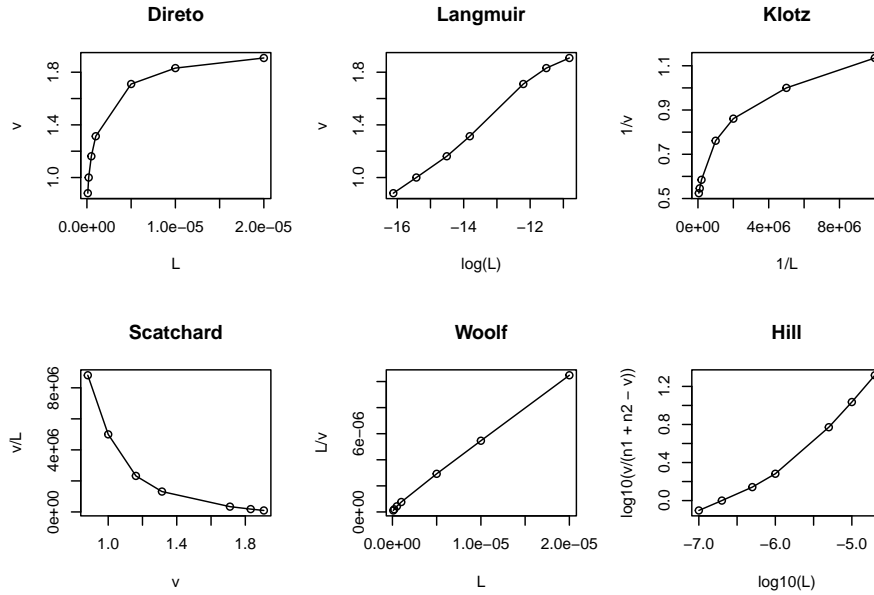 Direto
v
1.0 1.4 1.8
0.0e+00 1.0e−05 2.0e−05
L
Langmuir
v
1.0 1.4 1.8
−16 −14 −12
log(L)
Klotz
1/v
0.5 0.7 0.9 1.1
0e+00 4e+06 8e+06
1/L
Scatchard
v/L
0e+00 4e+06 8e+06
1.0 1.4 1.8
v
Woolf
L/v
0e+00 6e−06
0.0e+00 1.0e−05 2.0e−05
L
Hill
log10(v/(n1 + n2 − v))
0.0 0.4 0.8 1.2
−7.0 −6.0 −5.0
log10(L)